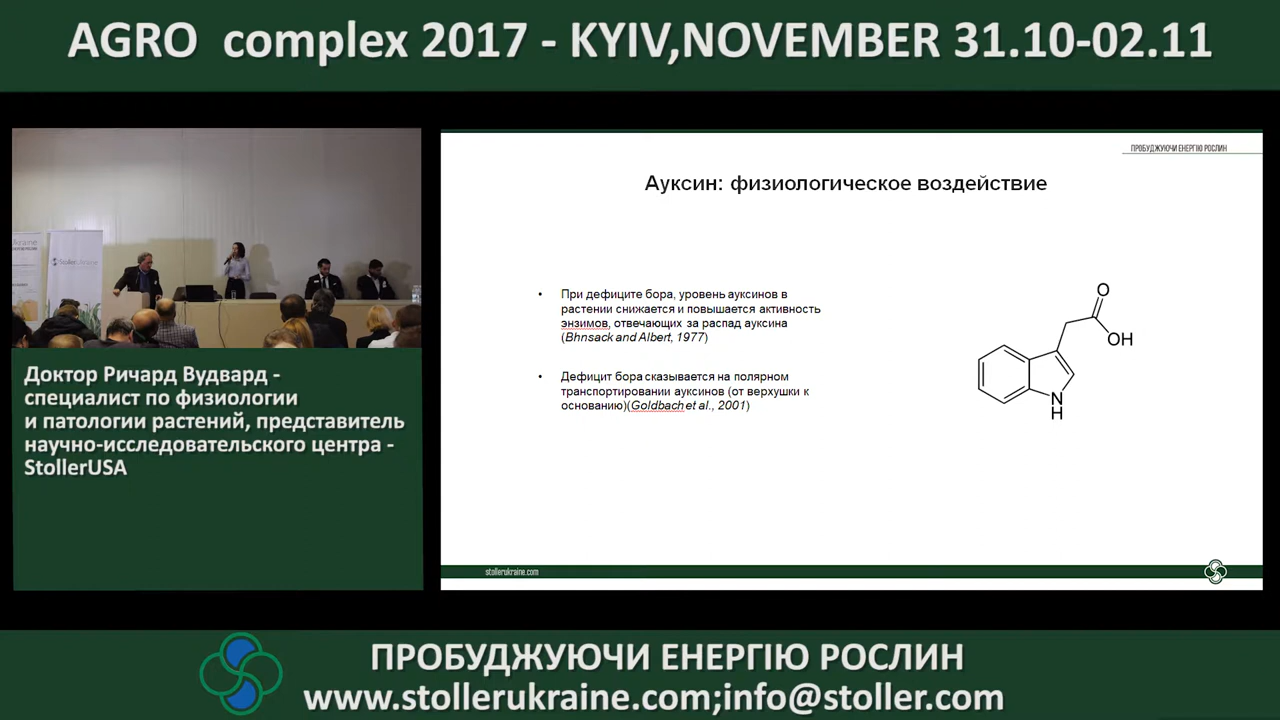 AGRO complex 2017 - KYIV,NOVEMBER 31.10-02.11
ПРОБУДЖУЮЧИ ЕНЕРГІЮ РОСЛИН
Ауксин: физиологическое воздействие
• При дефиците бора, уровень ауксинов в
растении снижается и повышается активность
энзимов, отвечающих за распад ауксина
(Bhnsack and Albert, 1977)
• Дефицит бора сказывается на полярном
транспортировании ауксинов (от верхушки к
основанию)(Goldbach et al., 2001)
O
OH
N
H
stollerukraine.com
StollerUkraine
Доктор Ричард Вудвард -
специалист по физиологии
и патологии растений, представитель
научно-исследовательского центра -
StollerUSA
ПРОБУДЖУЮЧИ ЕНЕРГІЮ РОСЛИН
www.stollerukraine.com;info@stoller.com